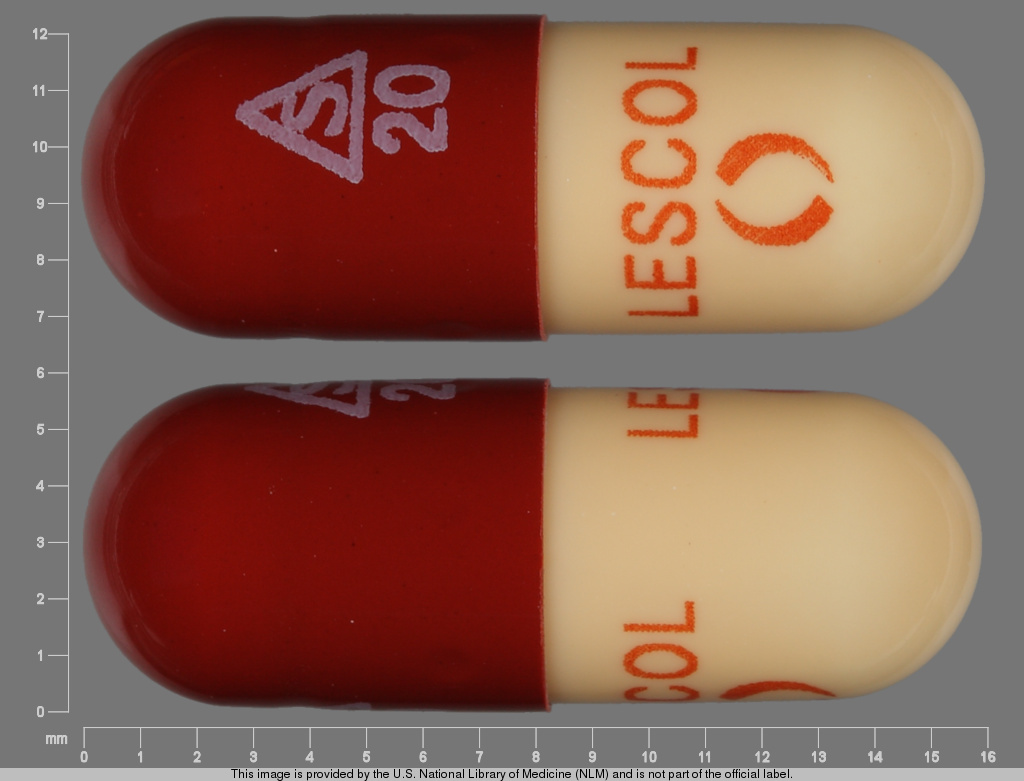 S
20
LESCOL
S
2
LE
COL
12
11
10
9
8
7
6
5
4
3
2
1
0
mm
0 1 2 3 4 5 6 7 8 9 10 11 12 13 14 15 16
This image is provided by the U.S. National Library of Medicine (NLM) and is not part of the official label.